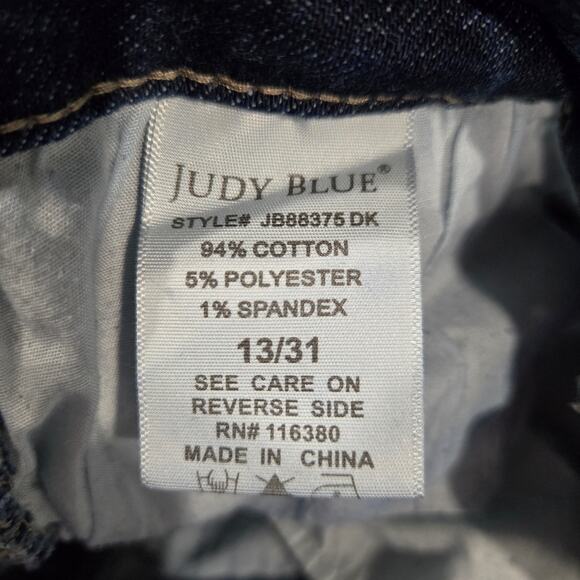 JUDY BLUE®
STYLE# JB88375 DK
94% COTTON
5% POLYESTER
1% SPANDEX
13/31
SEE CARE ON
REVERSE SIDE
RN# 116380
MADE IN CHINA